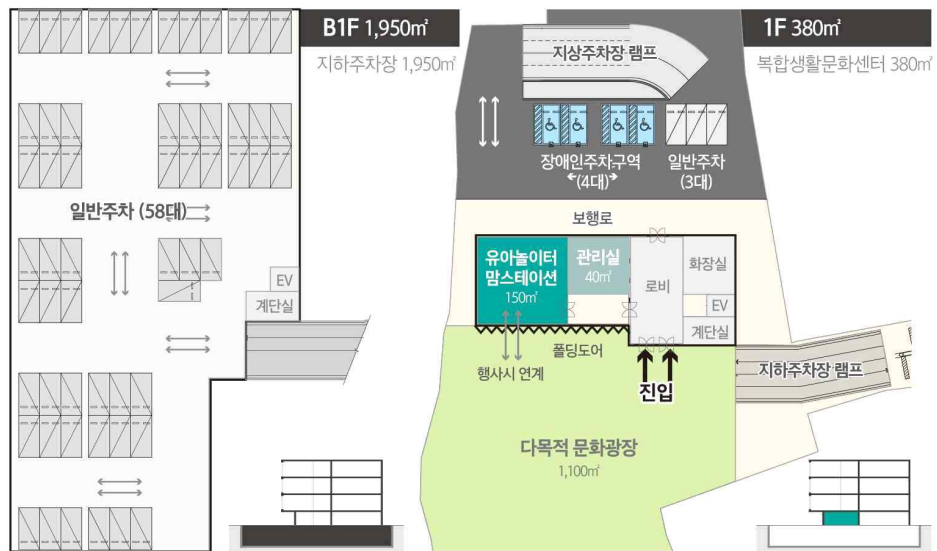 B1F 1,950㎡
지하주차장 1,950㎡
일반주차 (58대)
EV
계단실
1F 380㎡
복합생활문화센터 380㎡
지상주차장 램프
장애인주차구역
(4대)
일반주차
(3대)
보행로
유아놀이터
맘스테이션
150㎡
관리실
40㎡
로비
화장실
EV
계단실
폴딩도어
행사시 연계
진입
지하주차장 램프
다목적 문화광장
1,100㎡